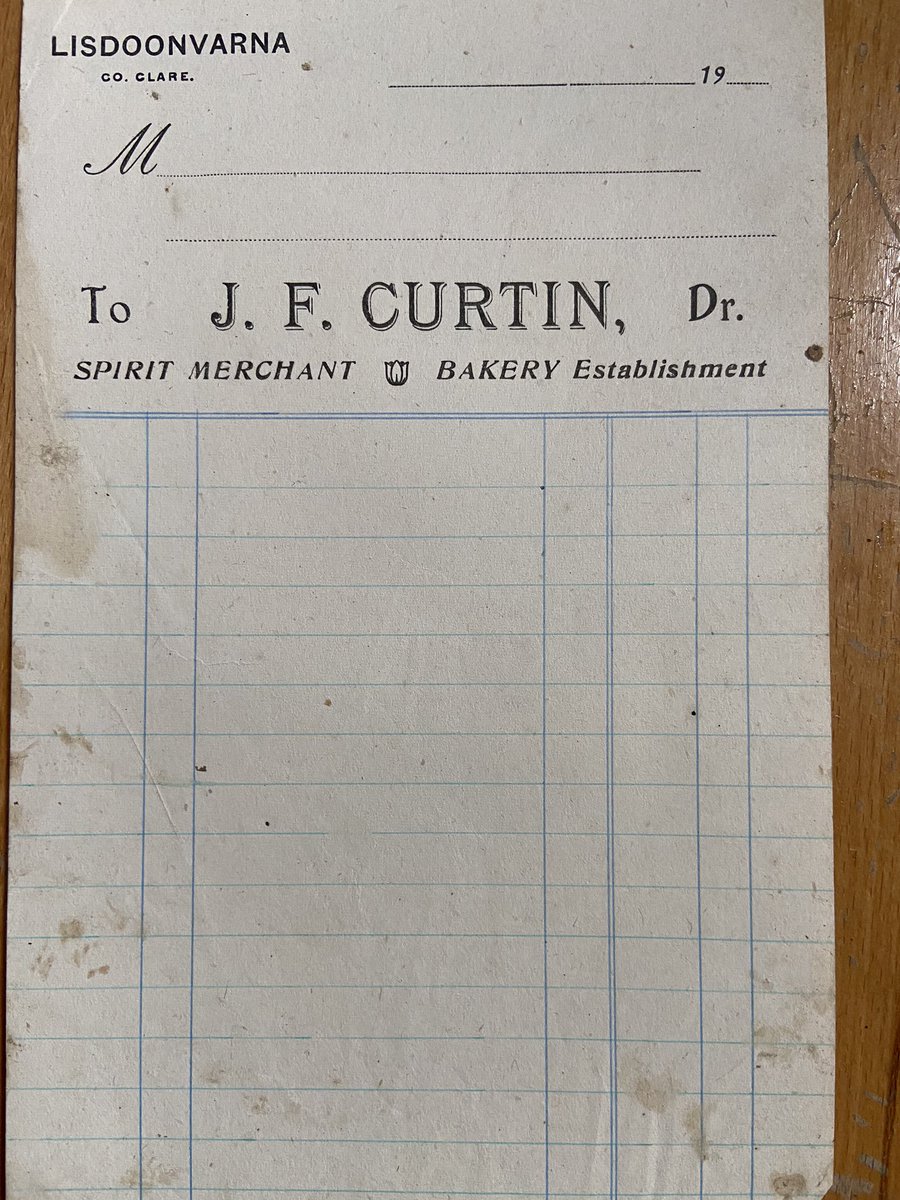 LISDOONVARNA
CO. CLARE.
19
M
To J. F. CURTIN, Dr.
SPIRIT MERCHANT BAKERY Establishment